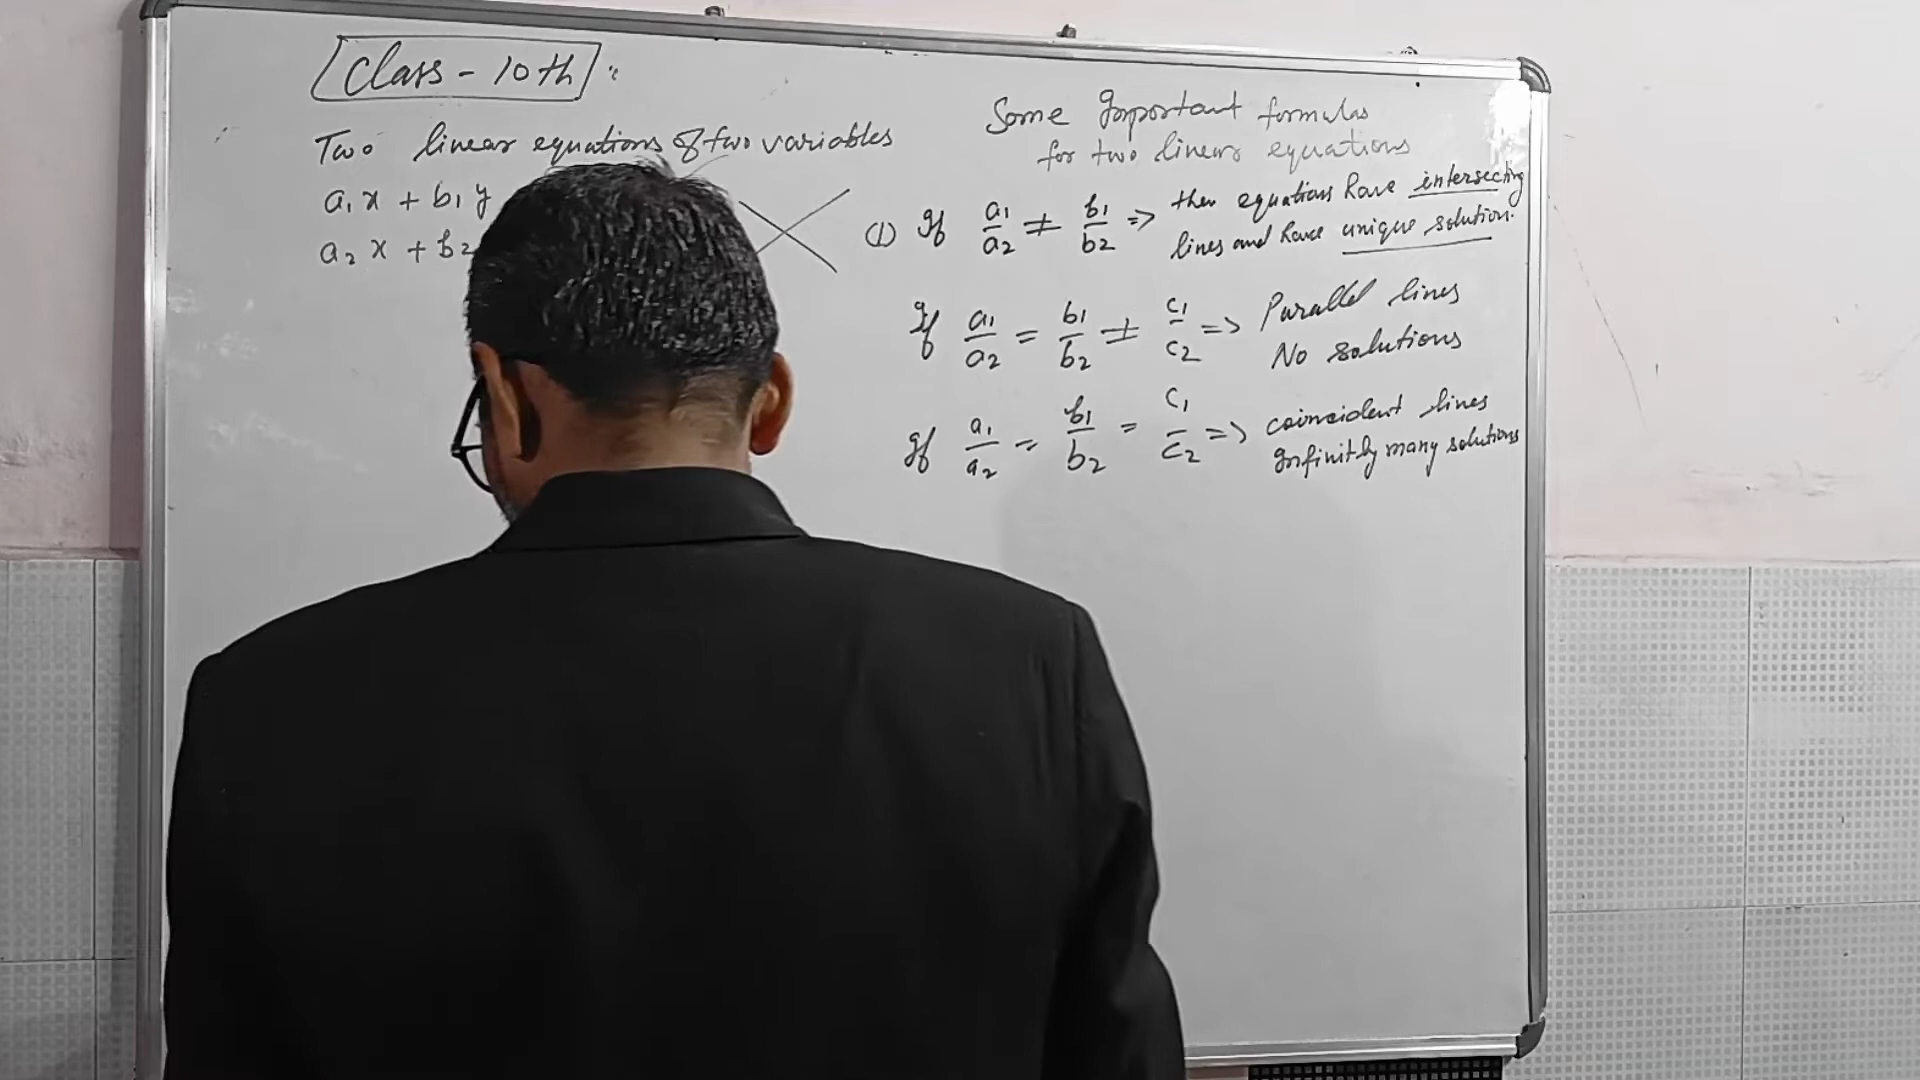 Class - 10th :
Two linear equations of two variables
a₁x + b₁y
a₂x + b₂
Some Important formulas
for two linear equations
(1) If a₁/a₂ ≠ b₁/b₂ => then equations have intersecting
lines and have unique solution.
If a₁/a₂ = b₁/b₂ ≠ c₁/c₂ => Parallel lines
No solutions
If a₁/a₂ = b₁/b₂ = c₁/c₂ => coincident lines
Infinitly many solutions